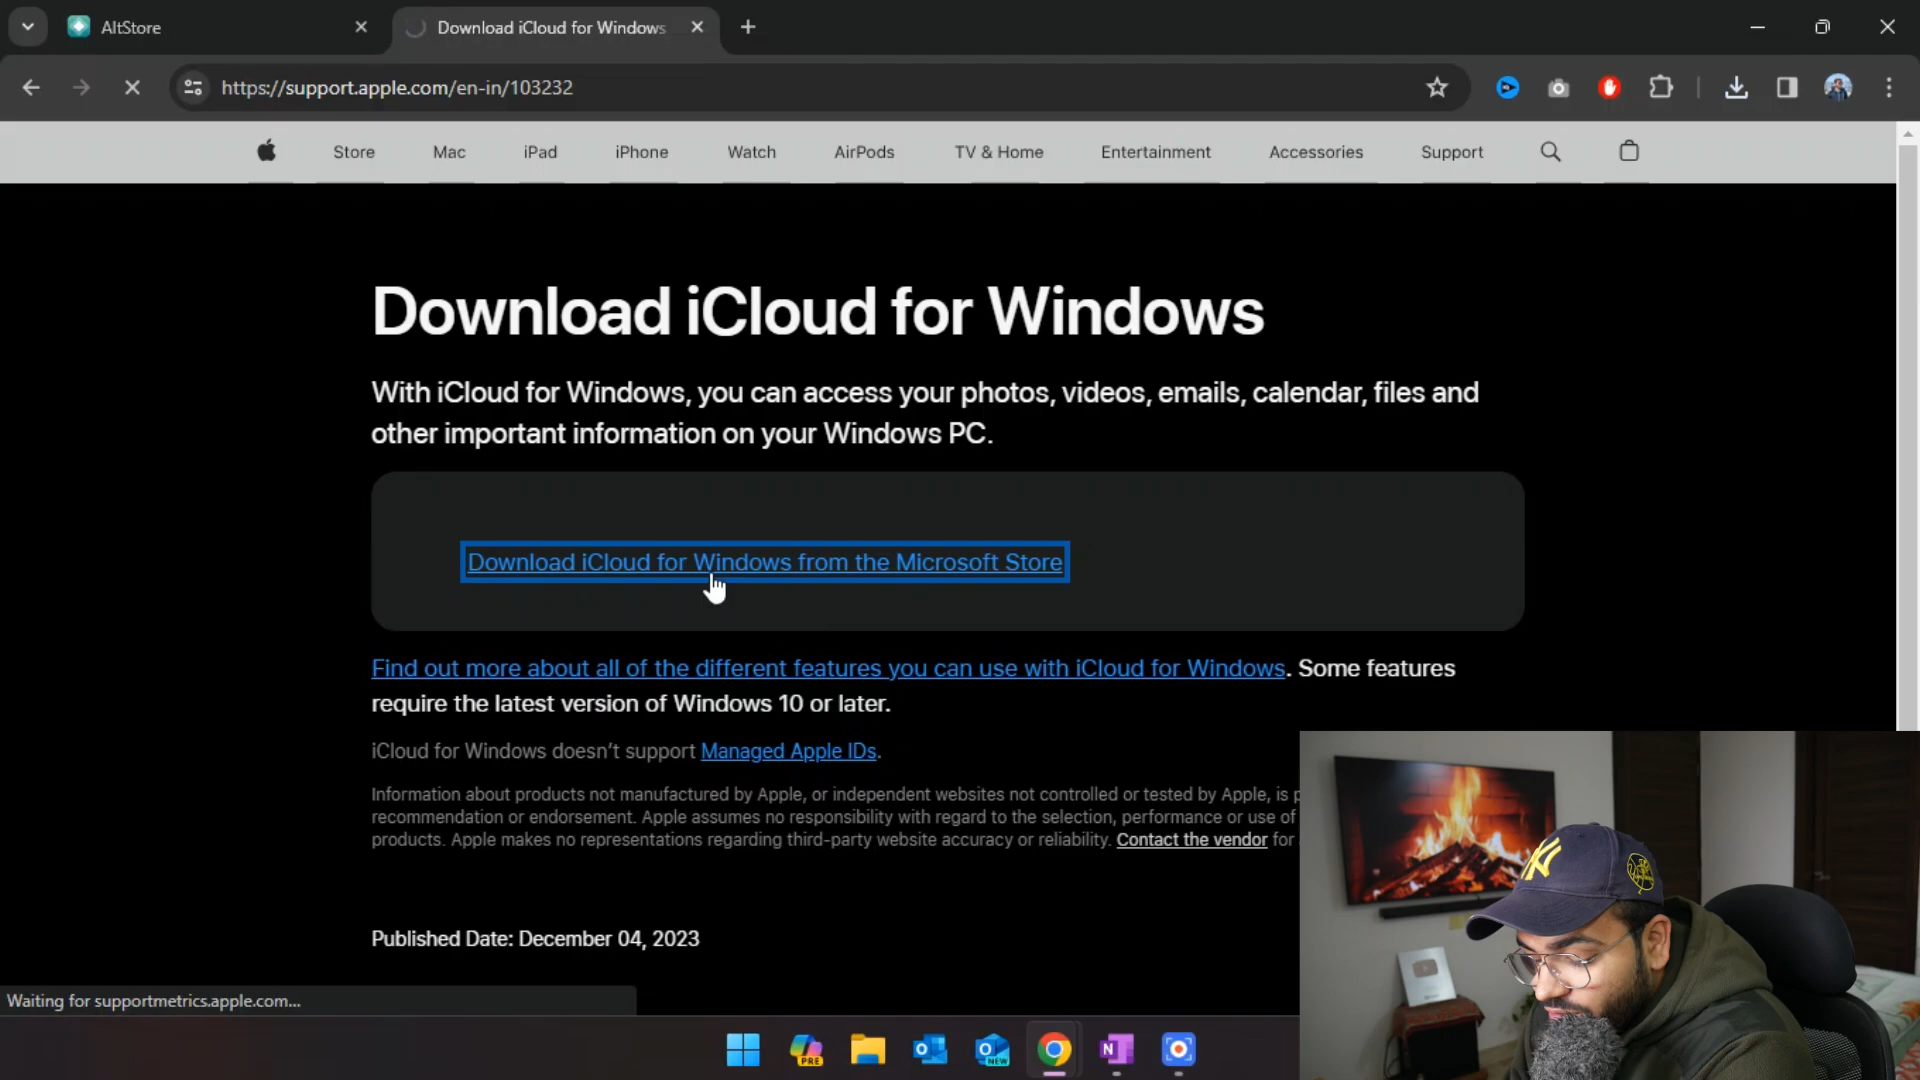 AltStore
Download iCloud for Windows
https://support.apple.com/en-in/103232
Store Mac iPad iPhone Watch AirPods TV & Home Entertainment Accessories Support
Download iCloud for Windows
With iCloud for Windows, you can access your photos, videos, emails, calendar, files and
other important information on your Windows PC.
Download iCloud for Windows from the Microsoft Store
Find out more about all of the different features you can use with iCloud for Windows. Some features
require the latest version of Windows 10 or later.
iCloud for Windows doesn't support Managed Apple IDs.
Information about products not manufactured by Apple, or independent websites not controlled or tested by Apple, is p
recommendation or endorsement. Apple assumes no responsibility with regard to the selection, performance or use of
products. Apple makes no representations regarding third-party website accuracy or reliability. Contact the vendor for
Published Date: December 04, 2023
Waiting for supportmetrics.apple.com...
PRE
NEW
N
NY